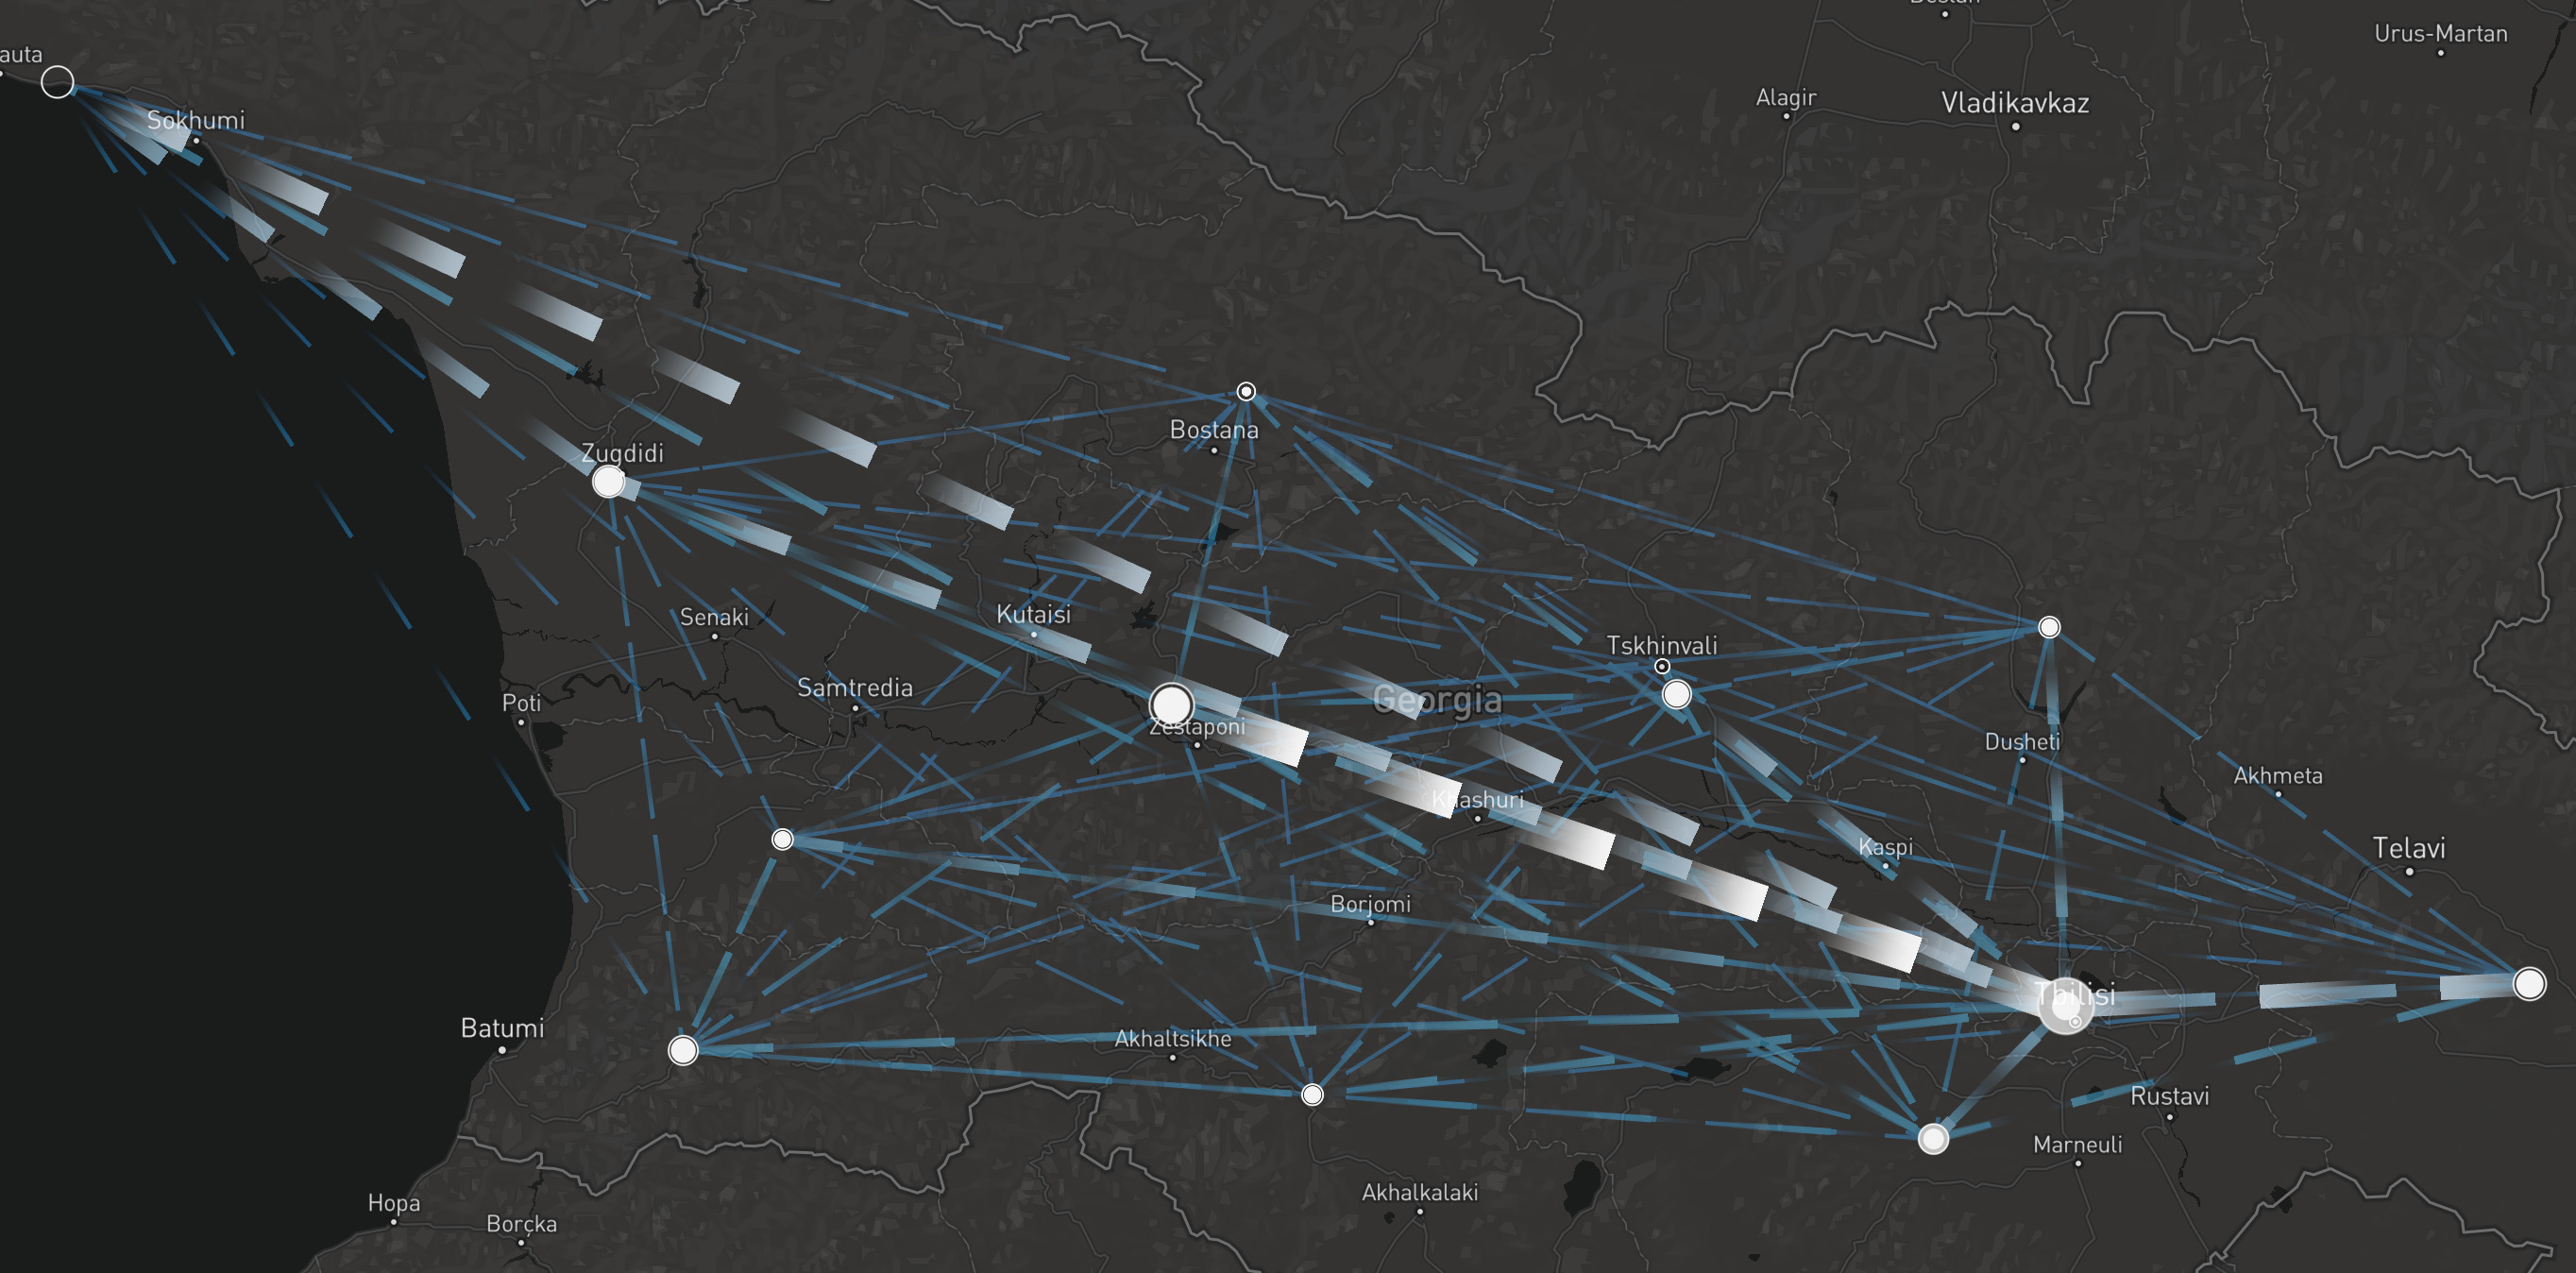 Urus-Martan
auta
Alagir
Vladikavkaz
Sokhumi
Bostana
Zugdidi
Kutaisi
Senaki
Tskhinvali
Samtredia
Georgia
Poti
Zestaponi
Dusheti
Akhmeta
Khashuri
Kaspi
Telavi
Borjomi
Tbilisi
Batumi
Akhaltsikhe
Rustavi
Marneuli
Akhalkalaki
Hopa
Borcka